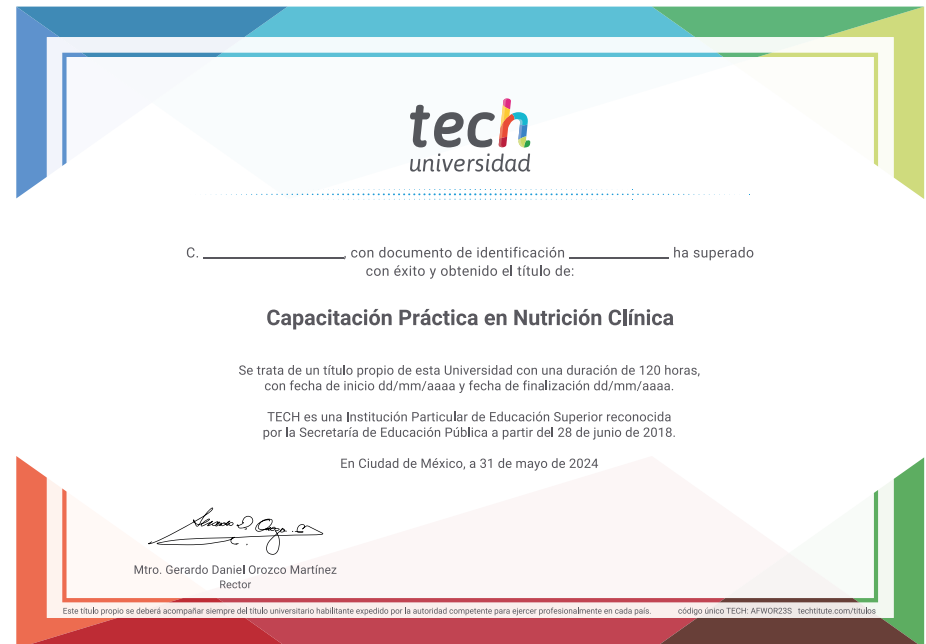 tech
universidad
C. ____________, con documento de identificación ____________ ha superado
con éxito y obtenido el título de:
Capacitación Práctica en Nutrición Clínica
Se trata de un título propio de esta Universidad con una duración de 120 horas,
con fecha de inicio dd/mm/aaaa y fecha de finalización dd/mm/aaaa.
TECH es una Institución Particular de Educación Superior reconocida
por la Secretaría de Educación Pública a partir del 28 de junio de 2018.
En Ciudad de México, a 31 de mayo de 2024
Mtro. Gerardo Daniel Orozco Martínez
Rector
Este título propio se deberá acompañar siempre del título universitario habilitante expedido por la autoridad competente para ejercer profesionalmente en cada país. código único TECH: AFWOR23S techtitute.com/titulos